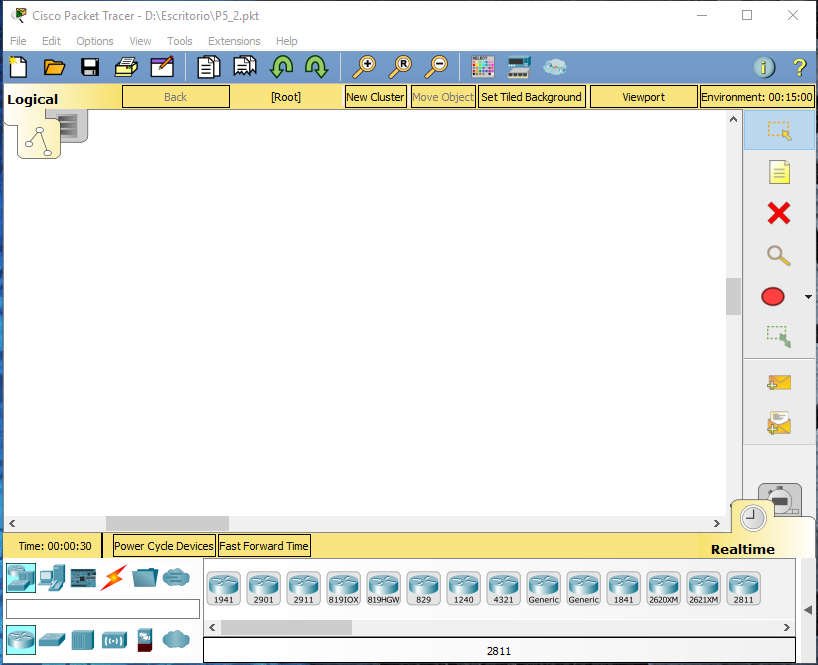 Cisco Packet Tracer - D:\Escritorio\P5_2.pkt
File Edit Options View Tools Extensions Help
SELECT
R
i ?
Logical Back [Root] New Cluster Move Object Set Tiled Background Viewport Environment: 00:15:00
Time: 00:00:30 Power Cycle Devices Fast Forward Time
Realtime
1941 2901 2911 819IOX 819HGW 829 1240 4321 Generic Generic 1841 2620XM 2621XM 2811
2811